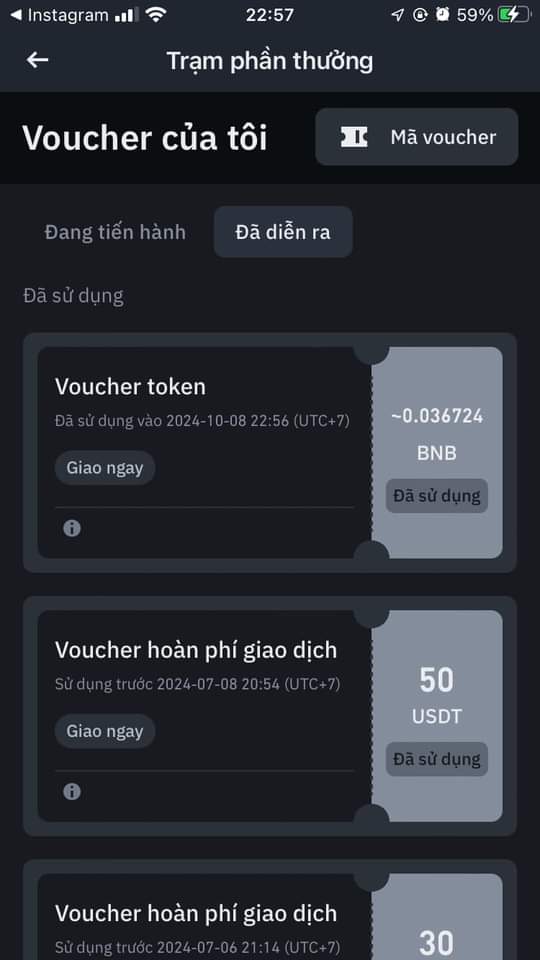 Instagram 22:57 59%
Trạm phần thưởng
Voucher của tôi Mã voucher
Đang tiến hành Đã diễn ra
Đã sử dụng
Voucher token
Đã sử dụng vào 2024-10-08 22:56 (UTC+7)
Giao ngay
~0.036724
BNB
Đã sử dụng
Voucher hoàn phí giao dịch
Sử dụng trước 2024-07-08 20:54 (UTC+7)
Giao ngay
50
USDT
Đã sử dụng
Voucher hoàn phí giao dịch
Sử dụng trước 2024-07-06 21:14 (UTC+7)
30